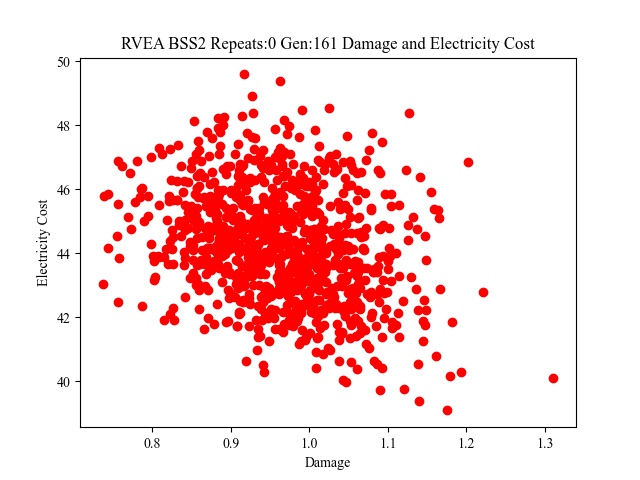 RVEA BSS2 Repeats:0 Gen:161 Damage and Electricity Cost
50
48
46
44
42
40
Electricity Cost
0.8 0.9 1.0 1.1 1.2 1.3
Damage